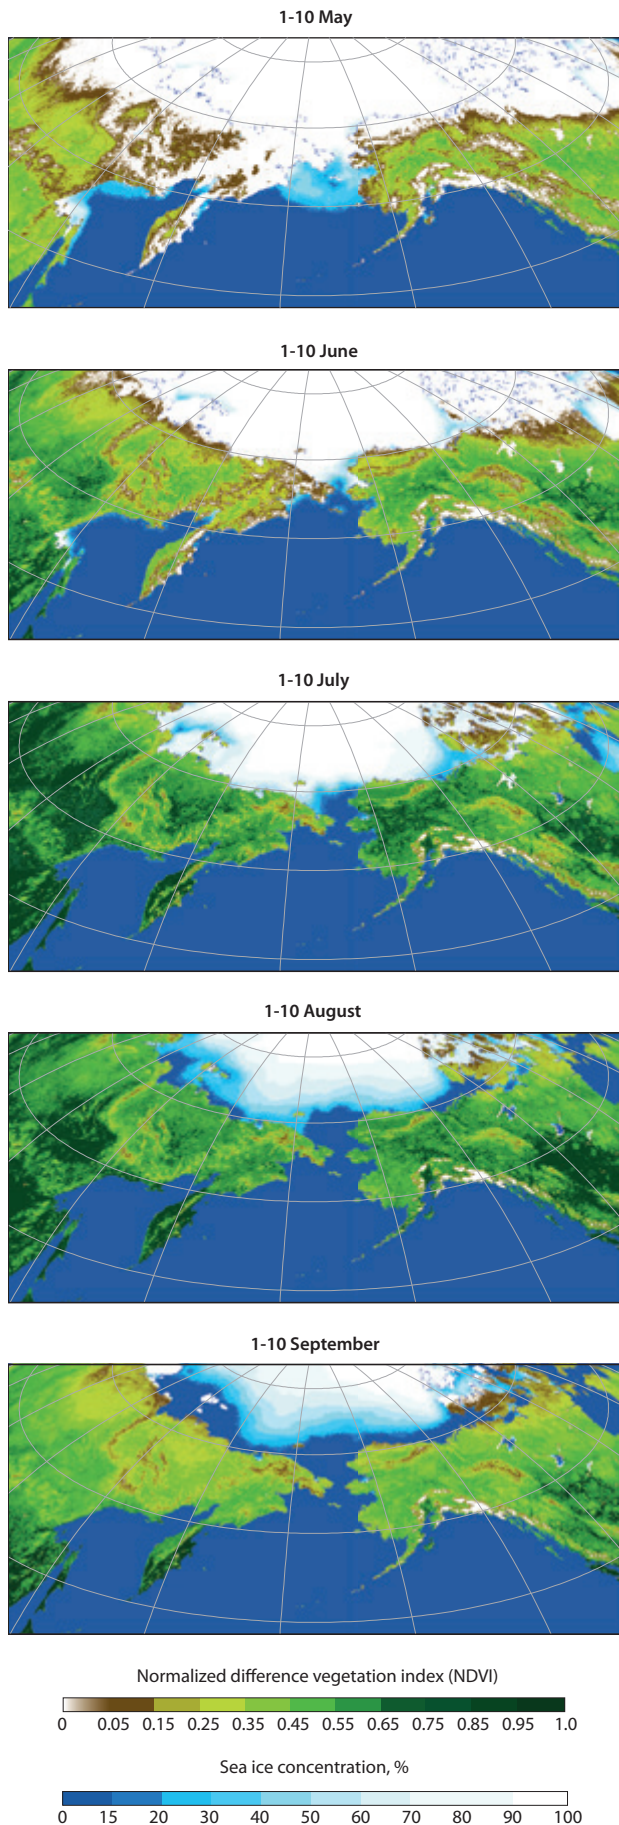 1-10 May
1-10 June
1-10 July
1-10 August
1-10 September
Normalized difference vegetation index (NDVI)
0 0.05 0.15 0.25 0.35 0.45 0.55 0.65 0.75 0.85 0.95 1.0
Sea ice concentration, %
0 15 20 30 40 50 60 70 80 90 100